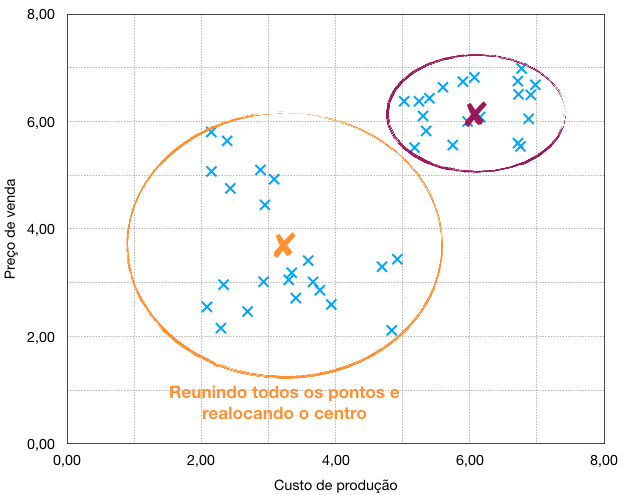 8,00
6,00
4,00
2,00
0,00
Preço de venda
Reunindo todos os pontos e
realocando o centro
0,00 2,00 4,00 6,00 8,00
Custo de produção